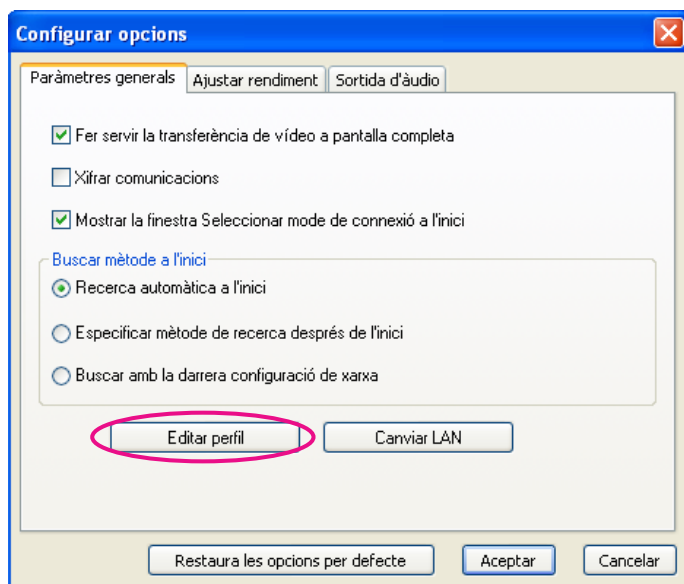 Configurar opcions
Paràmetres generals Ajustar rendiment Sortida d'àudio
Fer servir la transferència de vídeo a pantalla completa
Xifrar comunicacions
Mostrar la finestra Seleccionar mode de connexió a l'inici
Buscar mètode a l'inici
Recerca automàtica a l'inici
Especificar mètode de recerca després de l'inici
Buscar amb la darrera configuració de xarxa
Editar perfil Canviar LAN
Restaura les opcions per defecte Aceptar Cancelar